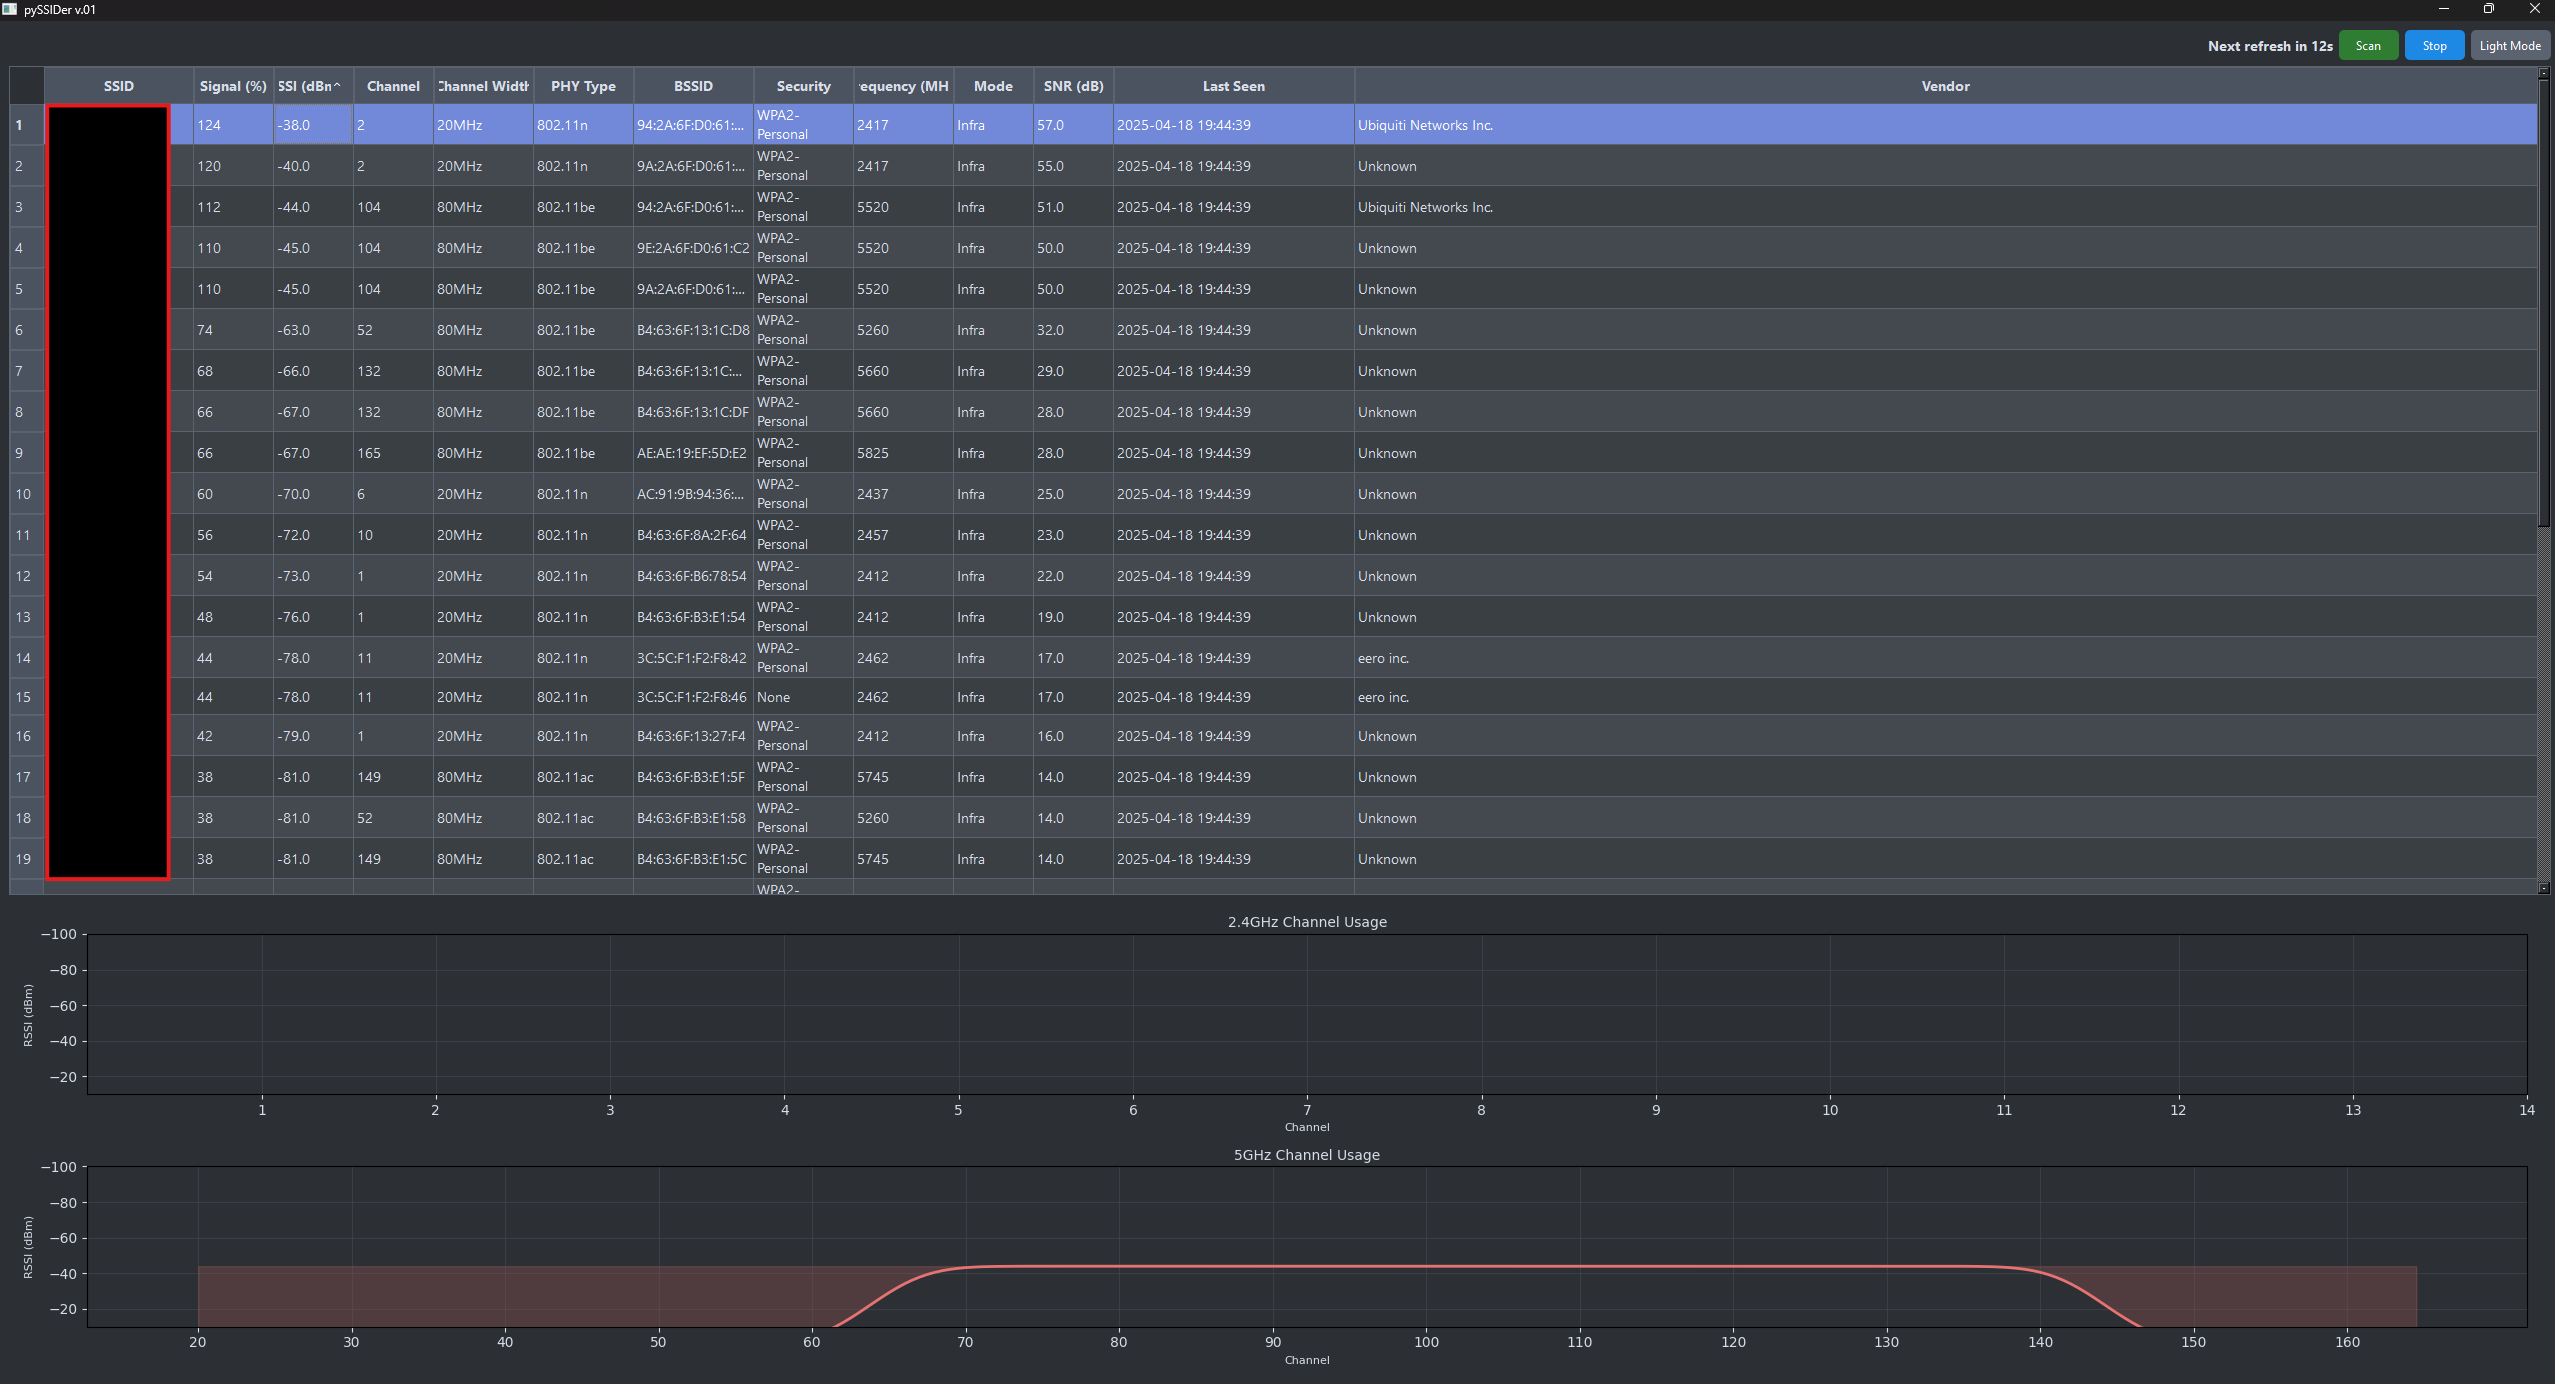 pySSIDer v.01
Next refresh in 12s Scan Stop Light Mode
SSID Signal (%) SSI (dBm Channel Channel Width PHY Type BSSID Security equency (MH Mode SNR (dB) Last Seen Vendor
1 124 -38.0 2 20MHz 802.11n 94:2A:6F:D0:61:... WPA2-Personal 2417 Infra 57.0 2025-04-18 19:44:39 Ubiquiti Networks Inc.
2 120 -40.0 2 20MHz 802.11n 9A:2A:6F:D0:61:... WPA2-Personal 2417 Infra 55.0 2025-04-18 19:44:39 Unknown
3 112 -44.0 104 80MHz 802.11be 94:2A:6F:D0:61:... WPA2-Personal 5520 Infra 51.0 2025-04-18 19:44:39 Ubiquiti Networks Inc.
4 110 -45.0 104 80MHz 802.11be 9E:2A:6F:D0:61:C2 WPA2-Personal 5520 Infra 50.0 2025-04-18 19:44:39 Unknown
5 110 -45.0 104 80MHz 802.11be 9A:2A:6F:D0:61:... WPA2-Personal 5520 Infra 50.0 2025-04-18 19:44:39 Unknown
6 74 -63.0 52 80MHz 802.11be B4:63:6F:13:1C:D8 WPA2-Personal 5260 Infra 32.0 2025-04-18 19:44:39 Unknown
7 68 -66.0 132 80MHz 802.11be B4:63:6F:13:1C:... WPA2-Personal 5660 Infra 29.0 2025-04-18 19:44:39 Unknown
8 66 -67.0 132 80MHz 802.11be B4:63:6F:13:1C:DF WPA2-Personal 5660 Infra 28.0 2025-04-18 19:44:39 Unknown
9 66 -67.0 165 80MHz 802.11be AE:AE:19:EF:5D:E2 WPA2-Personal 5825 Infra 28.0 2025-04-18 19:44:39 Unknown
10 60 -70.0 6 20MHz 802.11n AC:91:9B:94:36:... WPA2-Personal 2437 Infra 25.0 2025-04-18 19:44:39 Unknown
11 56 -72.0 10 20MHz 802.11n B4:63:6F:8A:2F:64 WPA2-Personal 2457 Infra 23.0 2025-04-18 19:44:39 Unknown
12 54 -73.0 1 20MHz 802.11n B4:63:6F:B6:78:54 WPA2-Personal 2412 Infra 22.0 2025-04-18 19:44:39 Unknown
13 48 -76.0 1 20MHz 802.11n B4:63:6F:B3:E1:54 WPA2-Personal 2412 Infra 19.0 2025-04-18 19:44:39 Unknown
14 44 -78.0 11 20MHz 802.11n 3C:5C:F1:F2:F8:42 WPA2-Personal 2462 Infra 17.0 2025-04-18 19:44:39 eero inc.
15 44 -78.0 11 20MHz 802.11n 3C:5C:F1:F2:F8:46 None 2462 Infra 17.0 2025-04-18 19:44:39 eero inc.
16 42 -79.0 1 20MHz 802.11n B4:63:6F:13:27:F4 WPA2-Personal 2412 Infra 16.0 2025-04-18 19:44:39 Unknown
17 38 -81.0 149 80MHz 802.11ac B4:63:6F:B3:E1:5F WPA2-Personal 5745 Infra 14.0 2025-04-18 19:44:39 Unknown
18 38 -81.0 52 80MHz 802.11ac B4:63:6F:B3:E1:58 WPA2-Personal 5260 Infra 14.0 2025-04-18 19:44:39 Unknown
19 38 -81.0 149 80MHz 802.11ac B4:63:6F:B3:E1:5C WPA2-Personal 5745 Infra 14.0 2025-04-18 19:44:39 Unknown
WPA2-
2.4GHz Channel Usage
RSSI (dBm)
−100
−80
−60
−40
−20
1 2 3 4 5 6 7 8 9 10 11 12 13 14
Channel
5GHz Channel Usage
RSSI (dBm)
−100
−80
−60
−40
−20
20 30 40 50 60 70 80 90 100 110 120 130 140 150 160
Channel